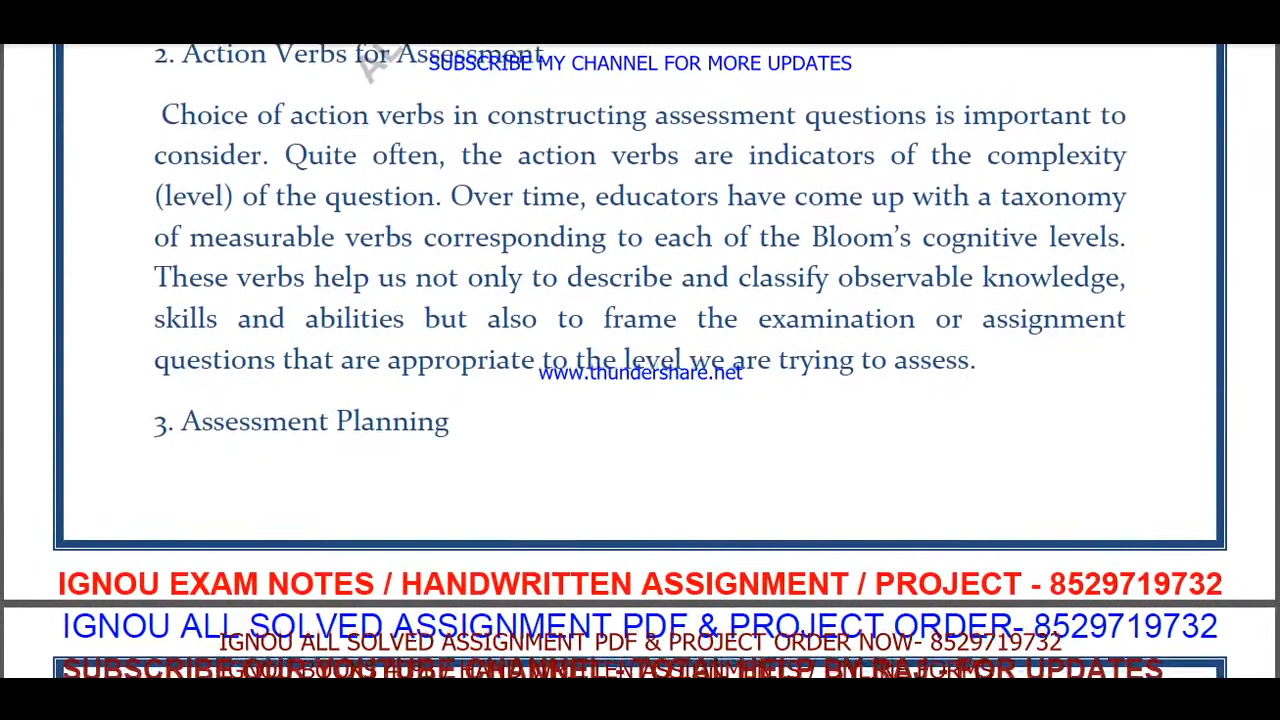 2. Action Verbs for Assessment
SUBSCRIBE MY CHANNEL FOR MORE UPDATES
Choice of action verbs in constructing assessment questions is important to
consider. Quite often, the action verbs are indicators of the complexity
(level) of the question. Over time, educators have come up with a taxonomy
of measurable verbs corresponding to each of the Bloom's cognitive levels.
These verbs help us not only to describe and classify observable knowledge,
skills and abilities but also to frame the examination or assignment
questions that are appropriate to the level we are trying to assess.
www.thundershare.net
3. Assessment Planning
IGNOU EXAM NOTES / HANDWRITTEN ASSIGNMENT / PROJECT - 8529719732
IGNOU ALL SOLVED ASSIGNMENT PDF & PROJECT ORDER- 8529719732
IGNOU ALL SOLVED ASSIGNMENT PDF & PROJECT ORDER NOW- 8529719732
SUBSCRIBE OUR YOUTUBE CHANNEL - FOR UPDATES